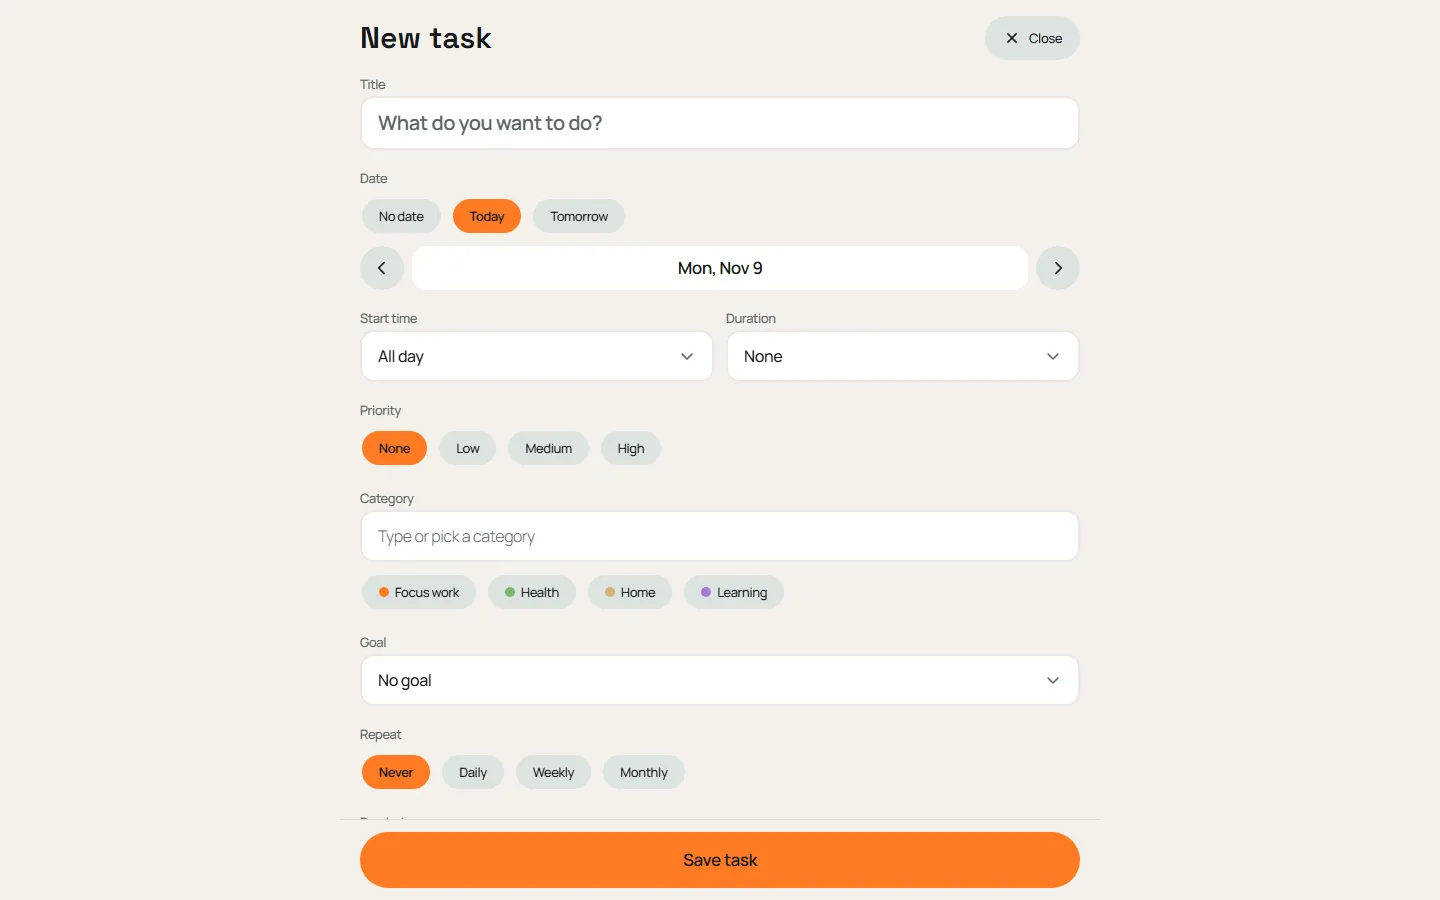 New task
Close
Title
What do you want to do?
Date
No date Today Tomorrow
Mon, Nov 9
Start time Duration
All day None
Priority
None Low Medium High
Category
Type or pick a category
Focus work Health Home Learning
Goal
No goal
Repeat
Never Daily Weekly Monthly
Save task